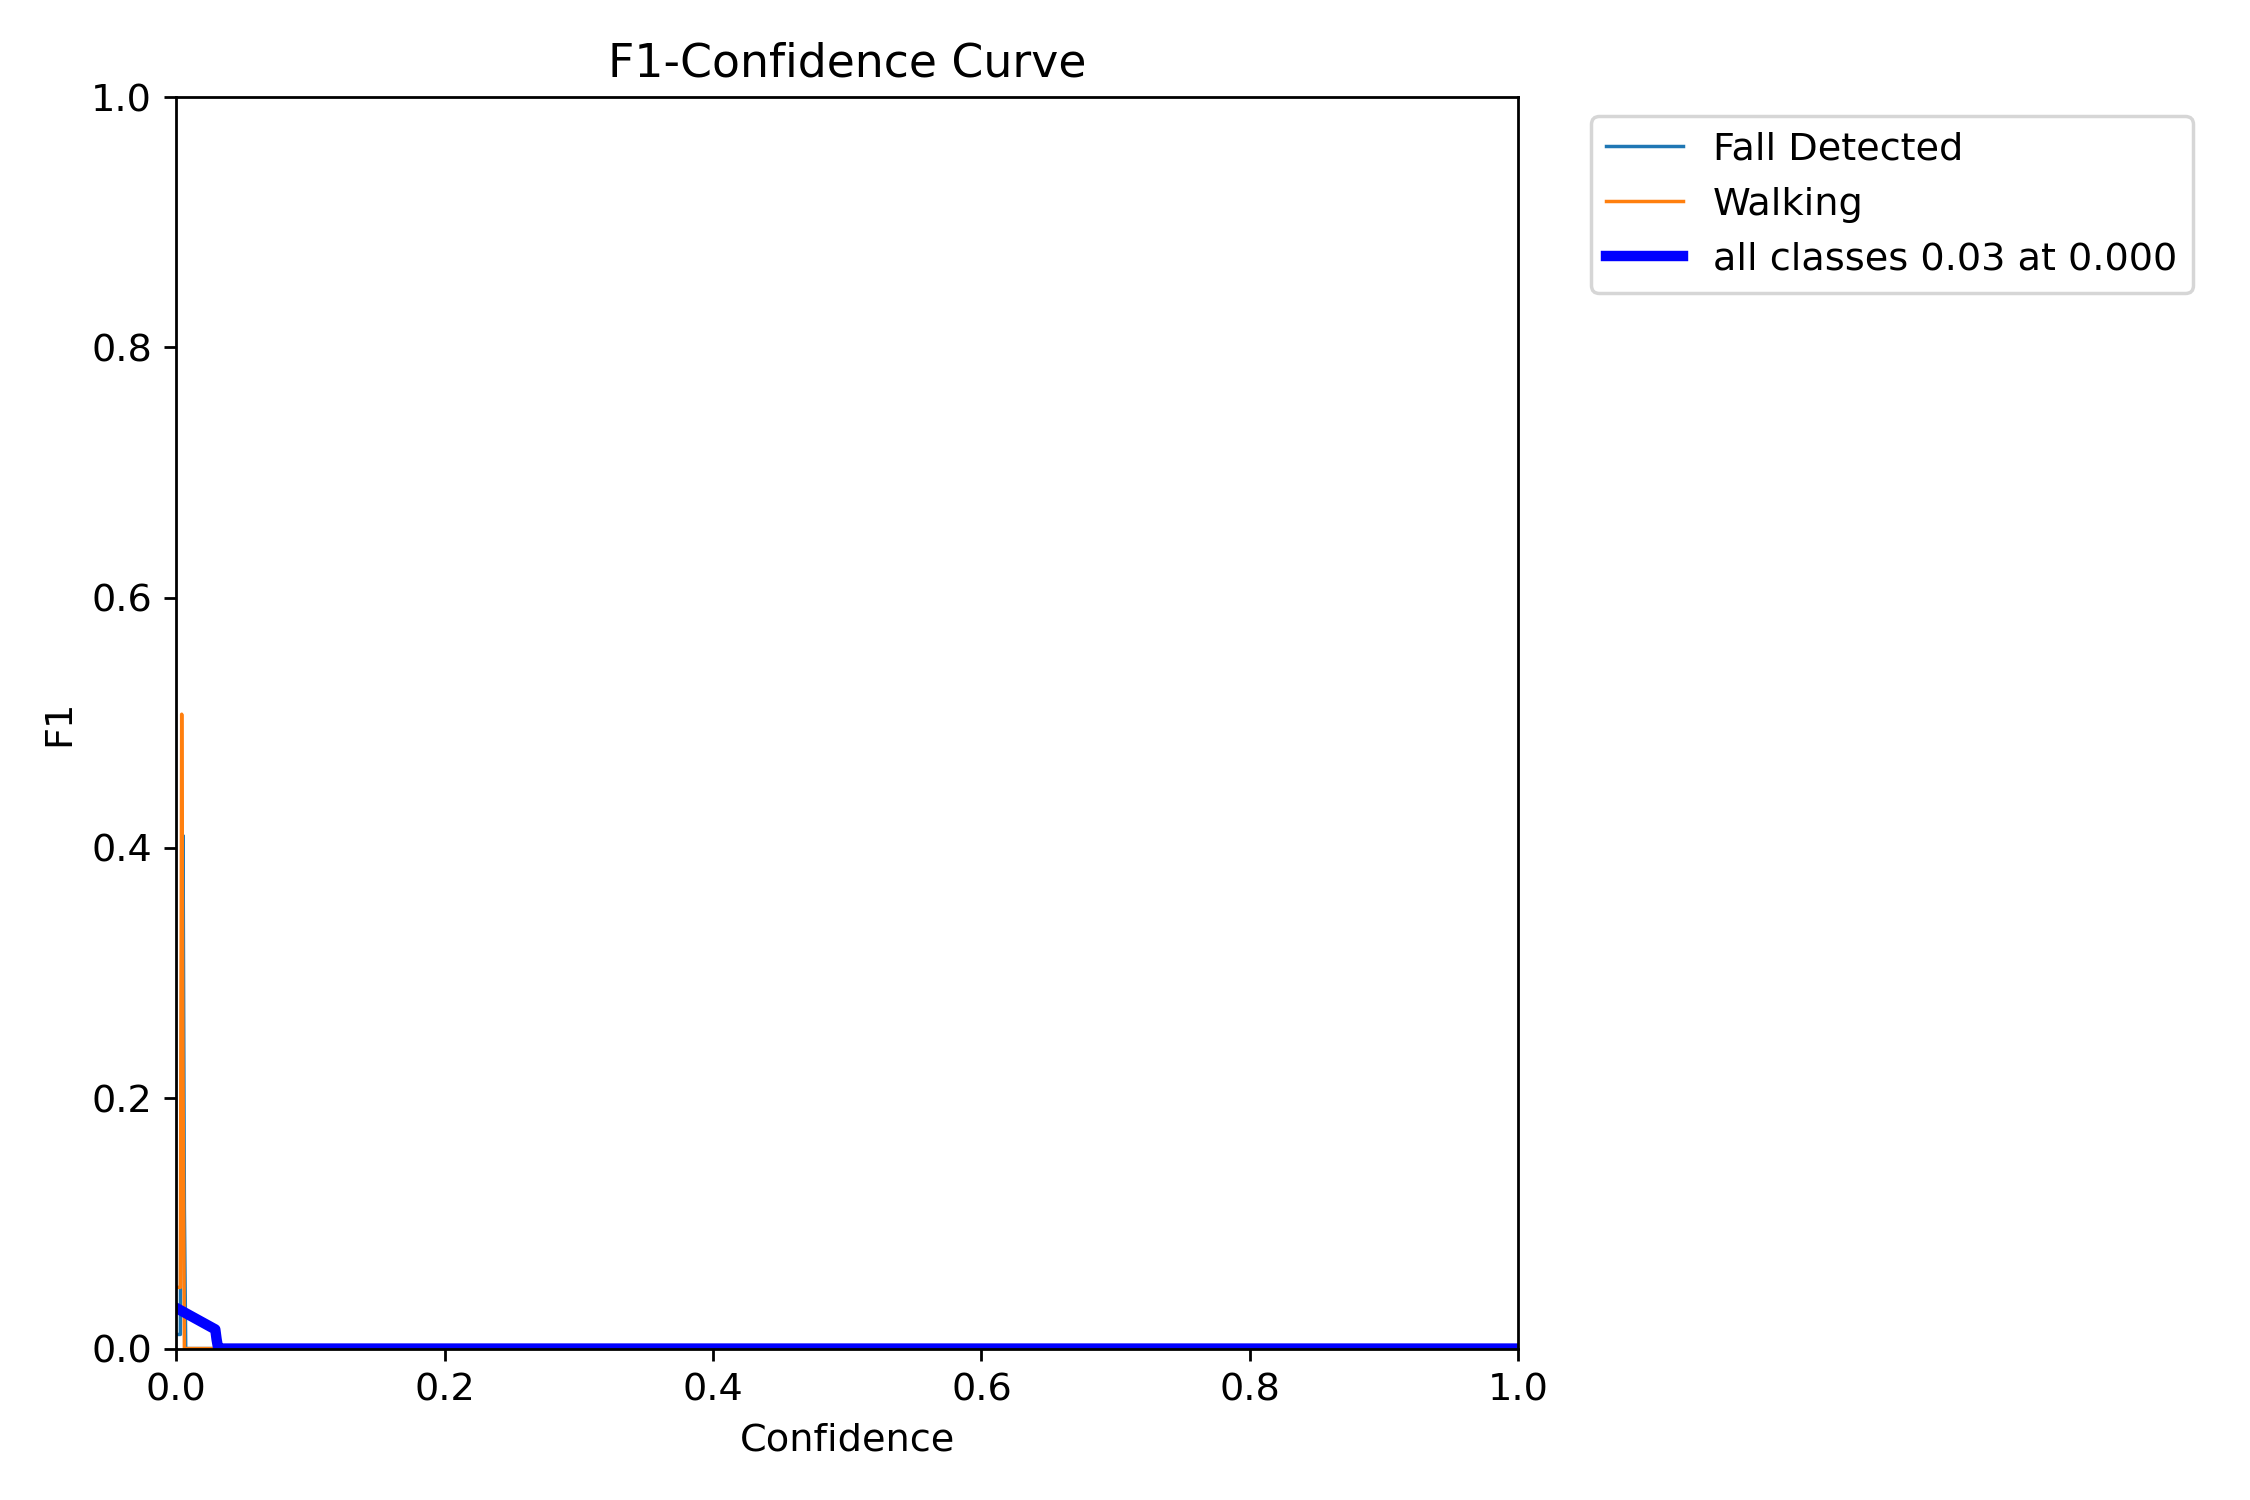 F1-Confidence Curve
1.0
0.8
0.6
0.4
0.2
0.0
F1
0.0 0.2 0.4 0.6 0.8 1.0
Confidence
Fall Detected
Walking
all classes 0.03 at 0.000